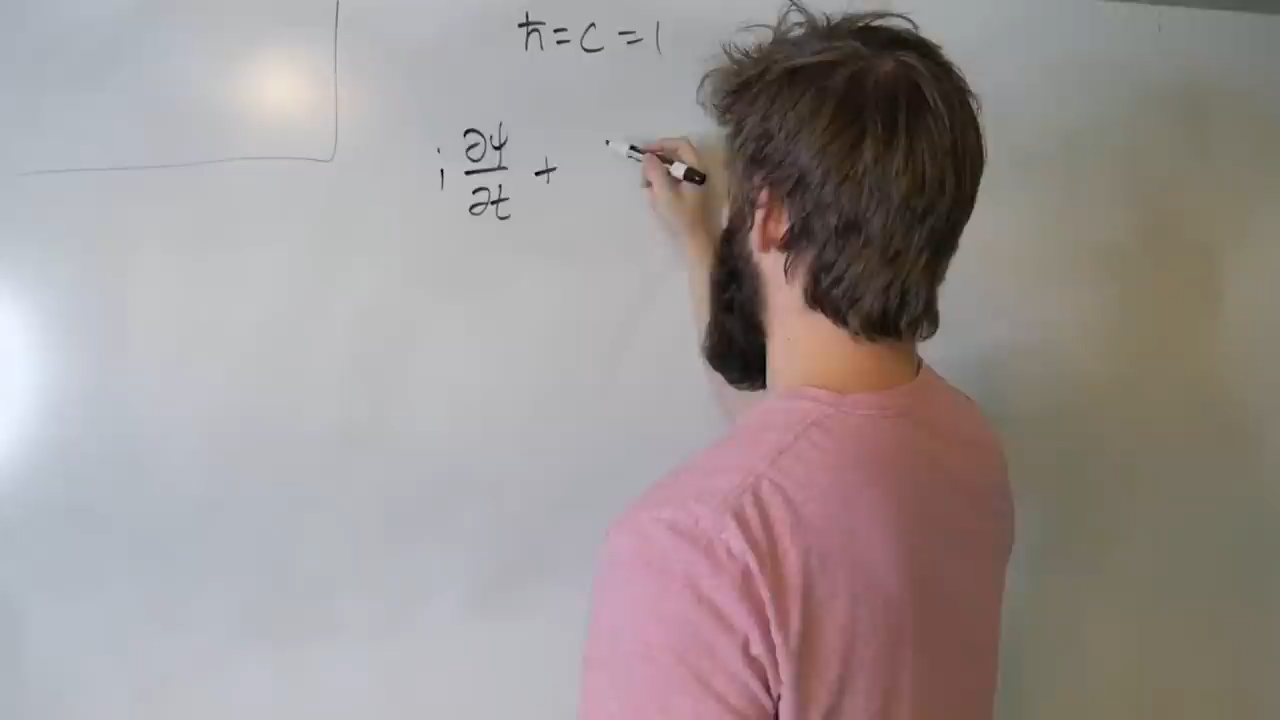 ħ = c = 1
i ∂ψ/∂t +